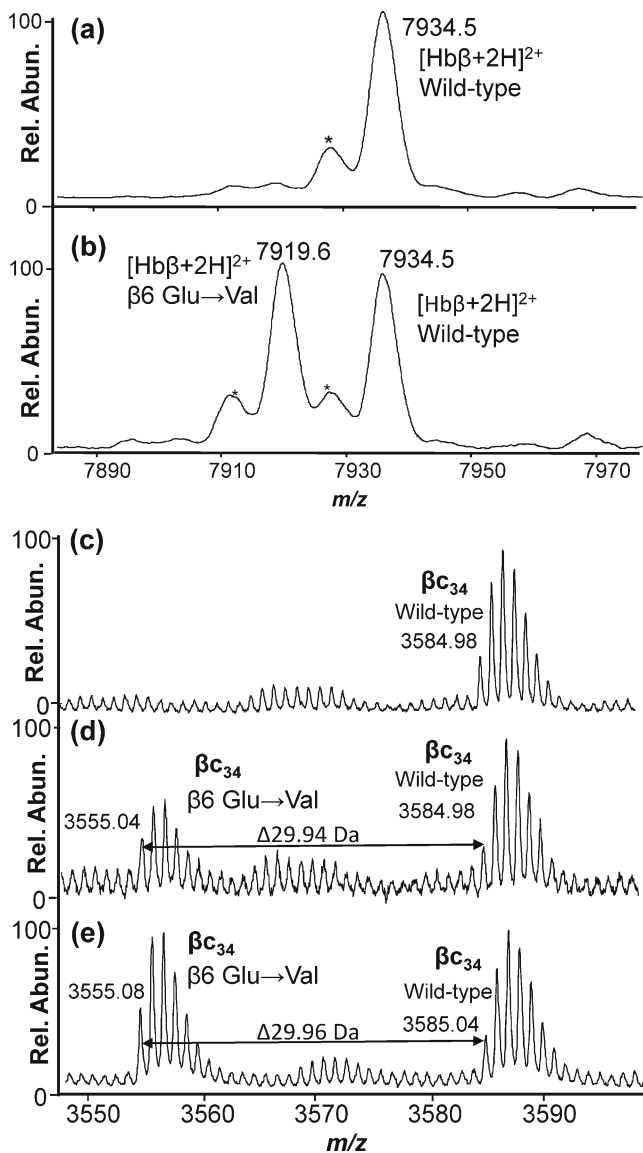 (a)
100
7934.5
[Hbβ+2H]²⁺
Wild-type
*
Rel. Abun.
0
(b)
[Hbβ+2H]²⁺ 7919.6
β6 Glu→Val
100
7934.5
[Hbβ+2H]²⁺
Wild-type
*
*
Rel. Abun.
0
7890 7910 7930 7950 7970
m/z
(c)
100
βc₃₄
Wild-type
3584.98
Rel. Abun.
0
(d)
100
βc₃₄
β6 Glu→Val
βc₃₄
Wild-type
3584.98
3555.04
Δ29.94 Da
Rel. Abun.
0
(e)
100
βc₃₄
β6 Glu→Val
βc₃₄
Wild-type
3585.04
3555.08
Δ29.96 Da
Rel. Abun.
0
3550 3560 3570 3580 3590
m/z